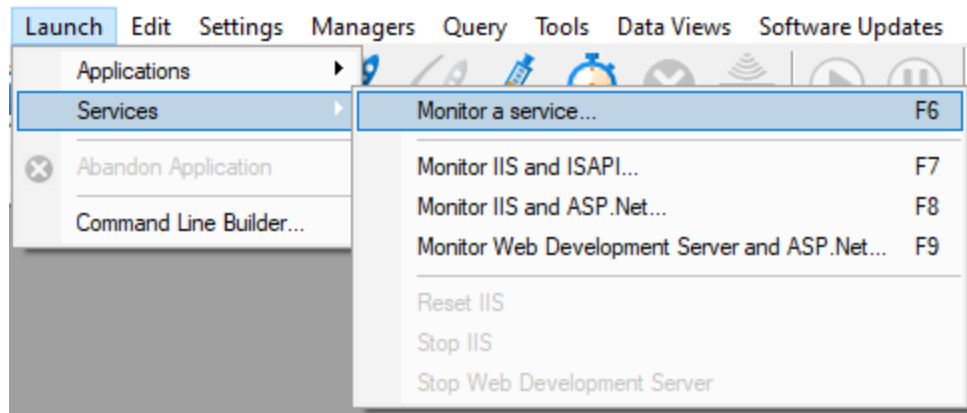 Launch Edit Settings Managers Query Tools Data Views Software Updates
Applications
Services
Abandon Application
Command Line Builder...
Monitor a service... F6
Monitor IIS and ISAPI... F7
Monitor IIS and ASP.Net... F8
Monitor Web Development Server and ASP.Net... F9
Reset IIS
Stop IIS
Stop Web Development Server